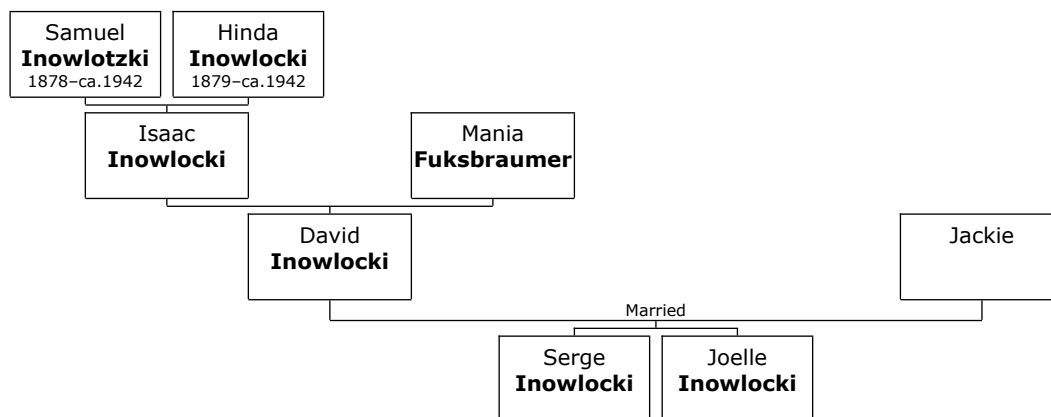 Samuel
Inowlotzki
1878–ca.1942
Hinda
Inowlocki
1879–ca.1942
Isaac
Inowlocki
Mania
Fuksbraumer
David
Inowlocki
Jackie
Married
Serge
Inowlocki
Joelle
Inowlocki